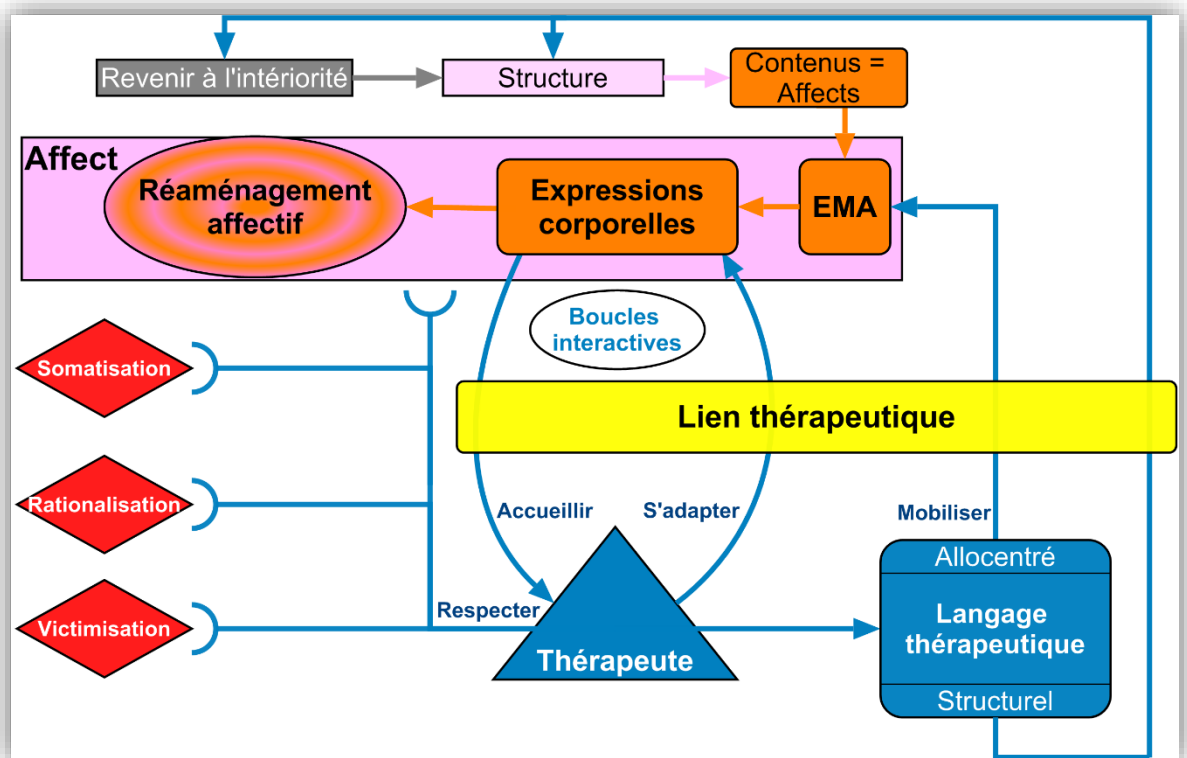 Revenir à l'intériorité
Structure
Contenus =
Affects
Affect
Réaménagement
affectif
Expressions
corporelles
EMA
Boucles
interactives
Somatisation
Lien thérapeutique
Rationalisation
Accueillir
S'adapter
Mobiliser
Allocentré
Langage
thérapeutique
Structurel
Respecter
Victimisation
Thérapeute